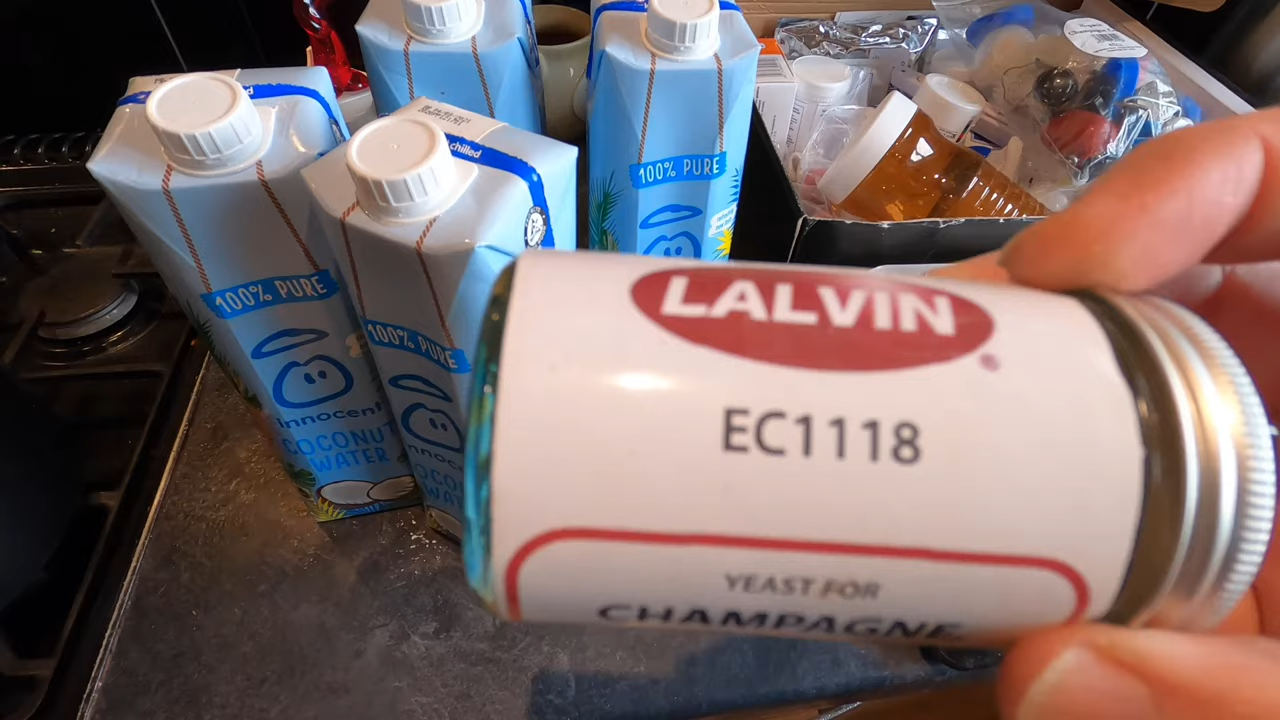 chilled
100% PURE
100% PURE
innocent
COCONUT
WATER
100% PURE
LALVIN®
EC1118
YEAST FOR
CHAMPAGNE